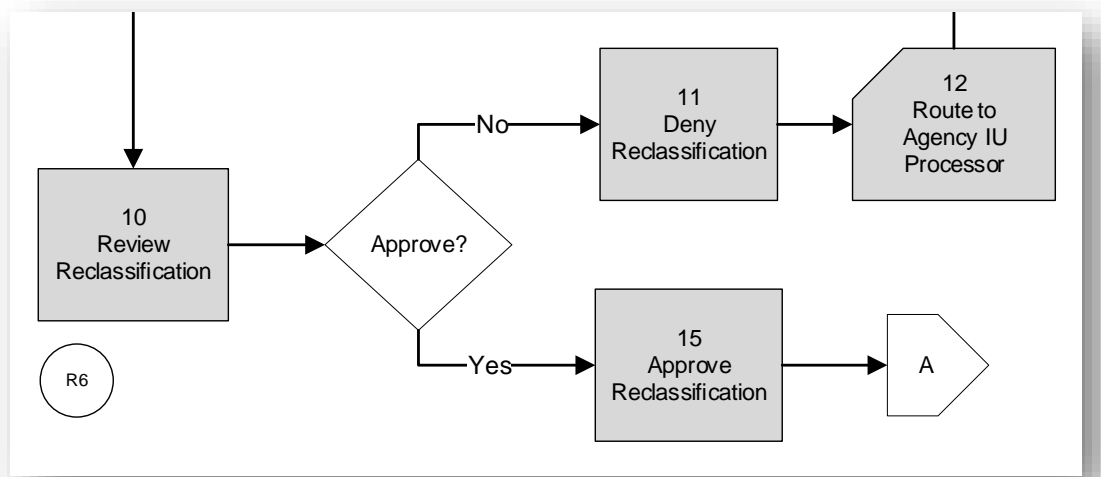 10
Review
Reclassification
R6
Approve?
No
11
Deny
Reclassification
12
Route to
Agency IU
Processor
Yes
15
Approve
Reclassification
A